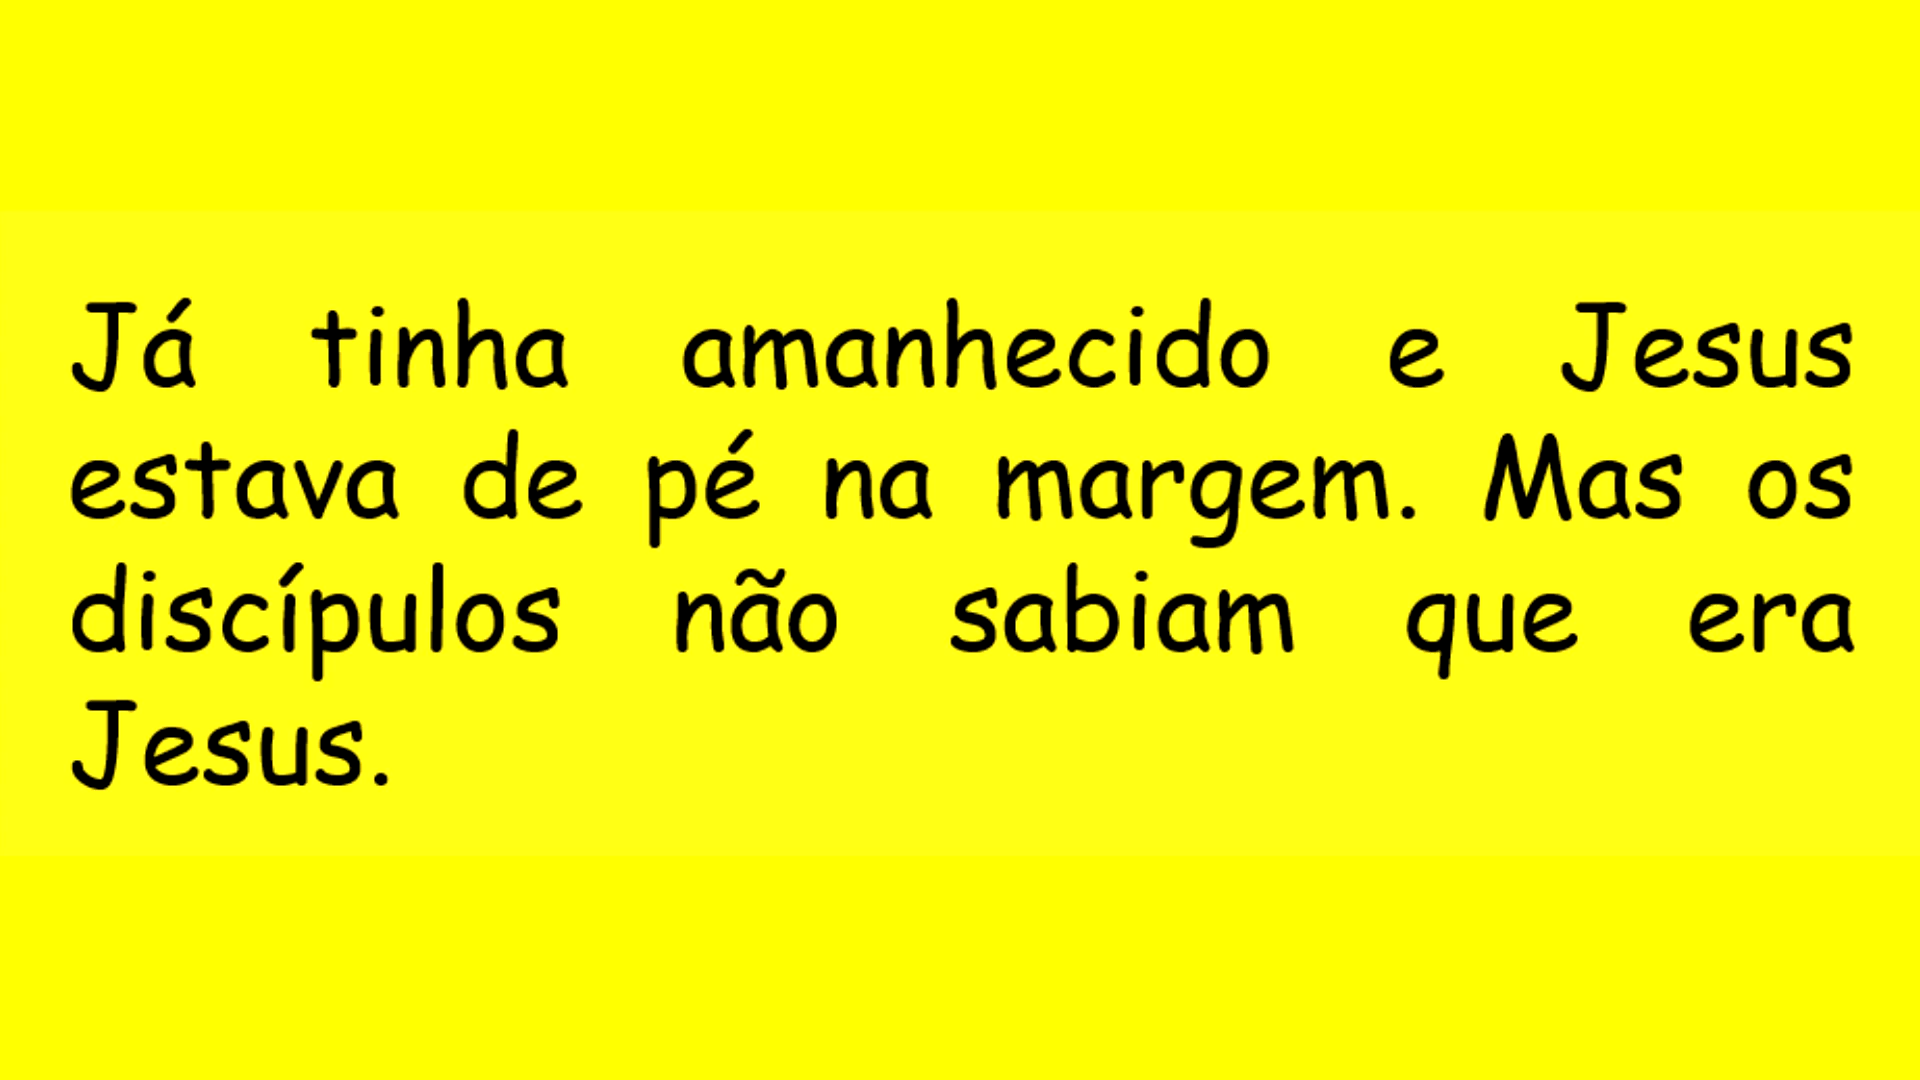 Já tinha amanhecido e Jesus
estava de pé na margem. Mas os
discípulos não sabiam que era
Jesus.